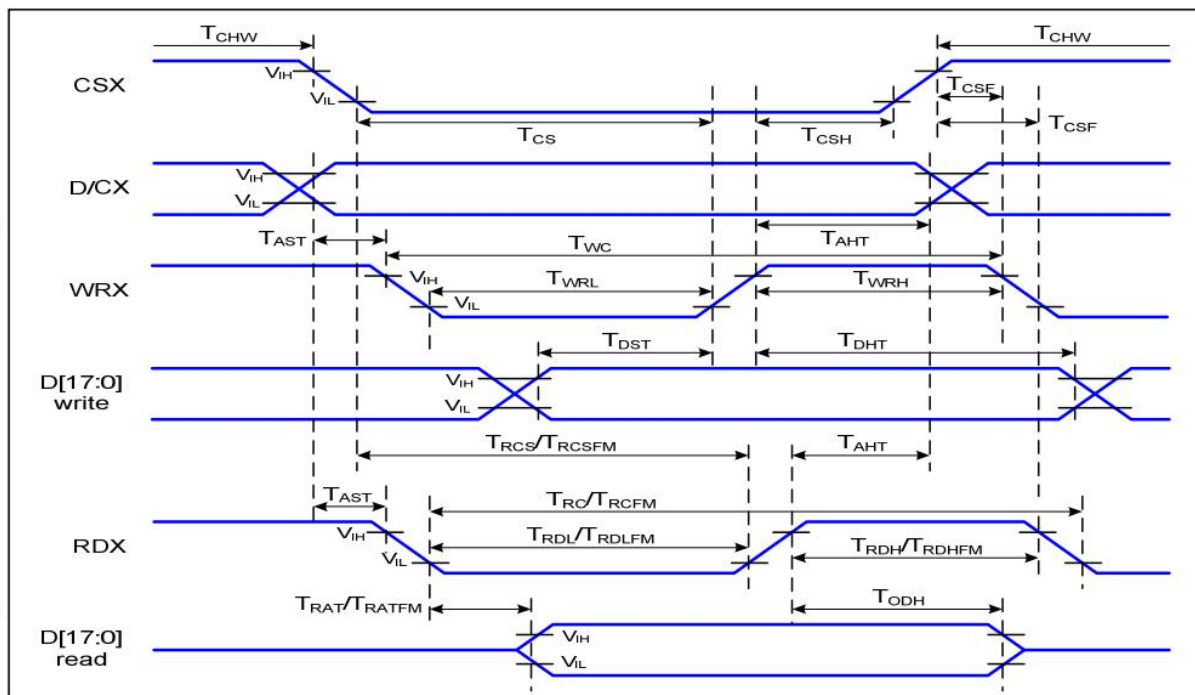 TCHW TCHW
CSX VIH
VIL
TCSF
TCS TCSH TCSF
D/CX VIH
VIL
TAST TWC TAHT
WRX VIH
VIL TWRL TWRH
TDST TDHT
D[17:0] VIH
write VIL
TRCS/TRCSFM TAHT
TAST TRC/TRCFM
RDX VIH
VIL TRDL/TRDLFM TRDH/TRDHFM
TRAT/TRATFM TODH
D[17:0] VIH
read VIL